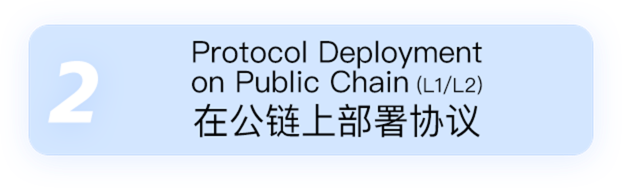 2
Protocol Deployment
on Public Chain (L1/L2)
在公链上部署协议